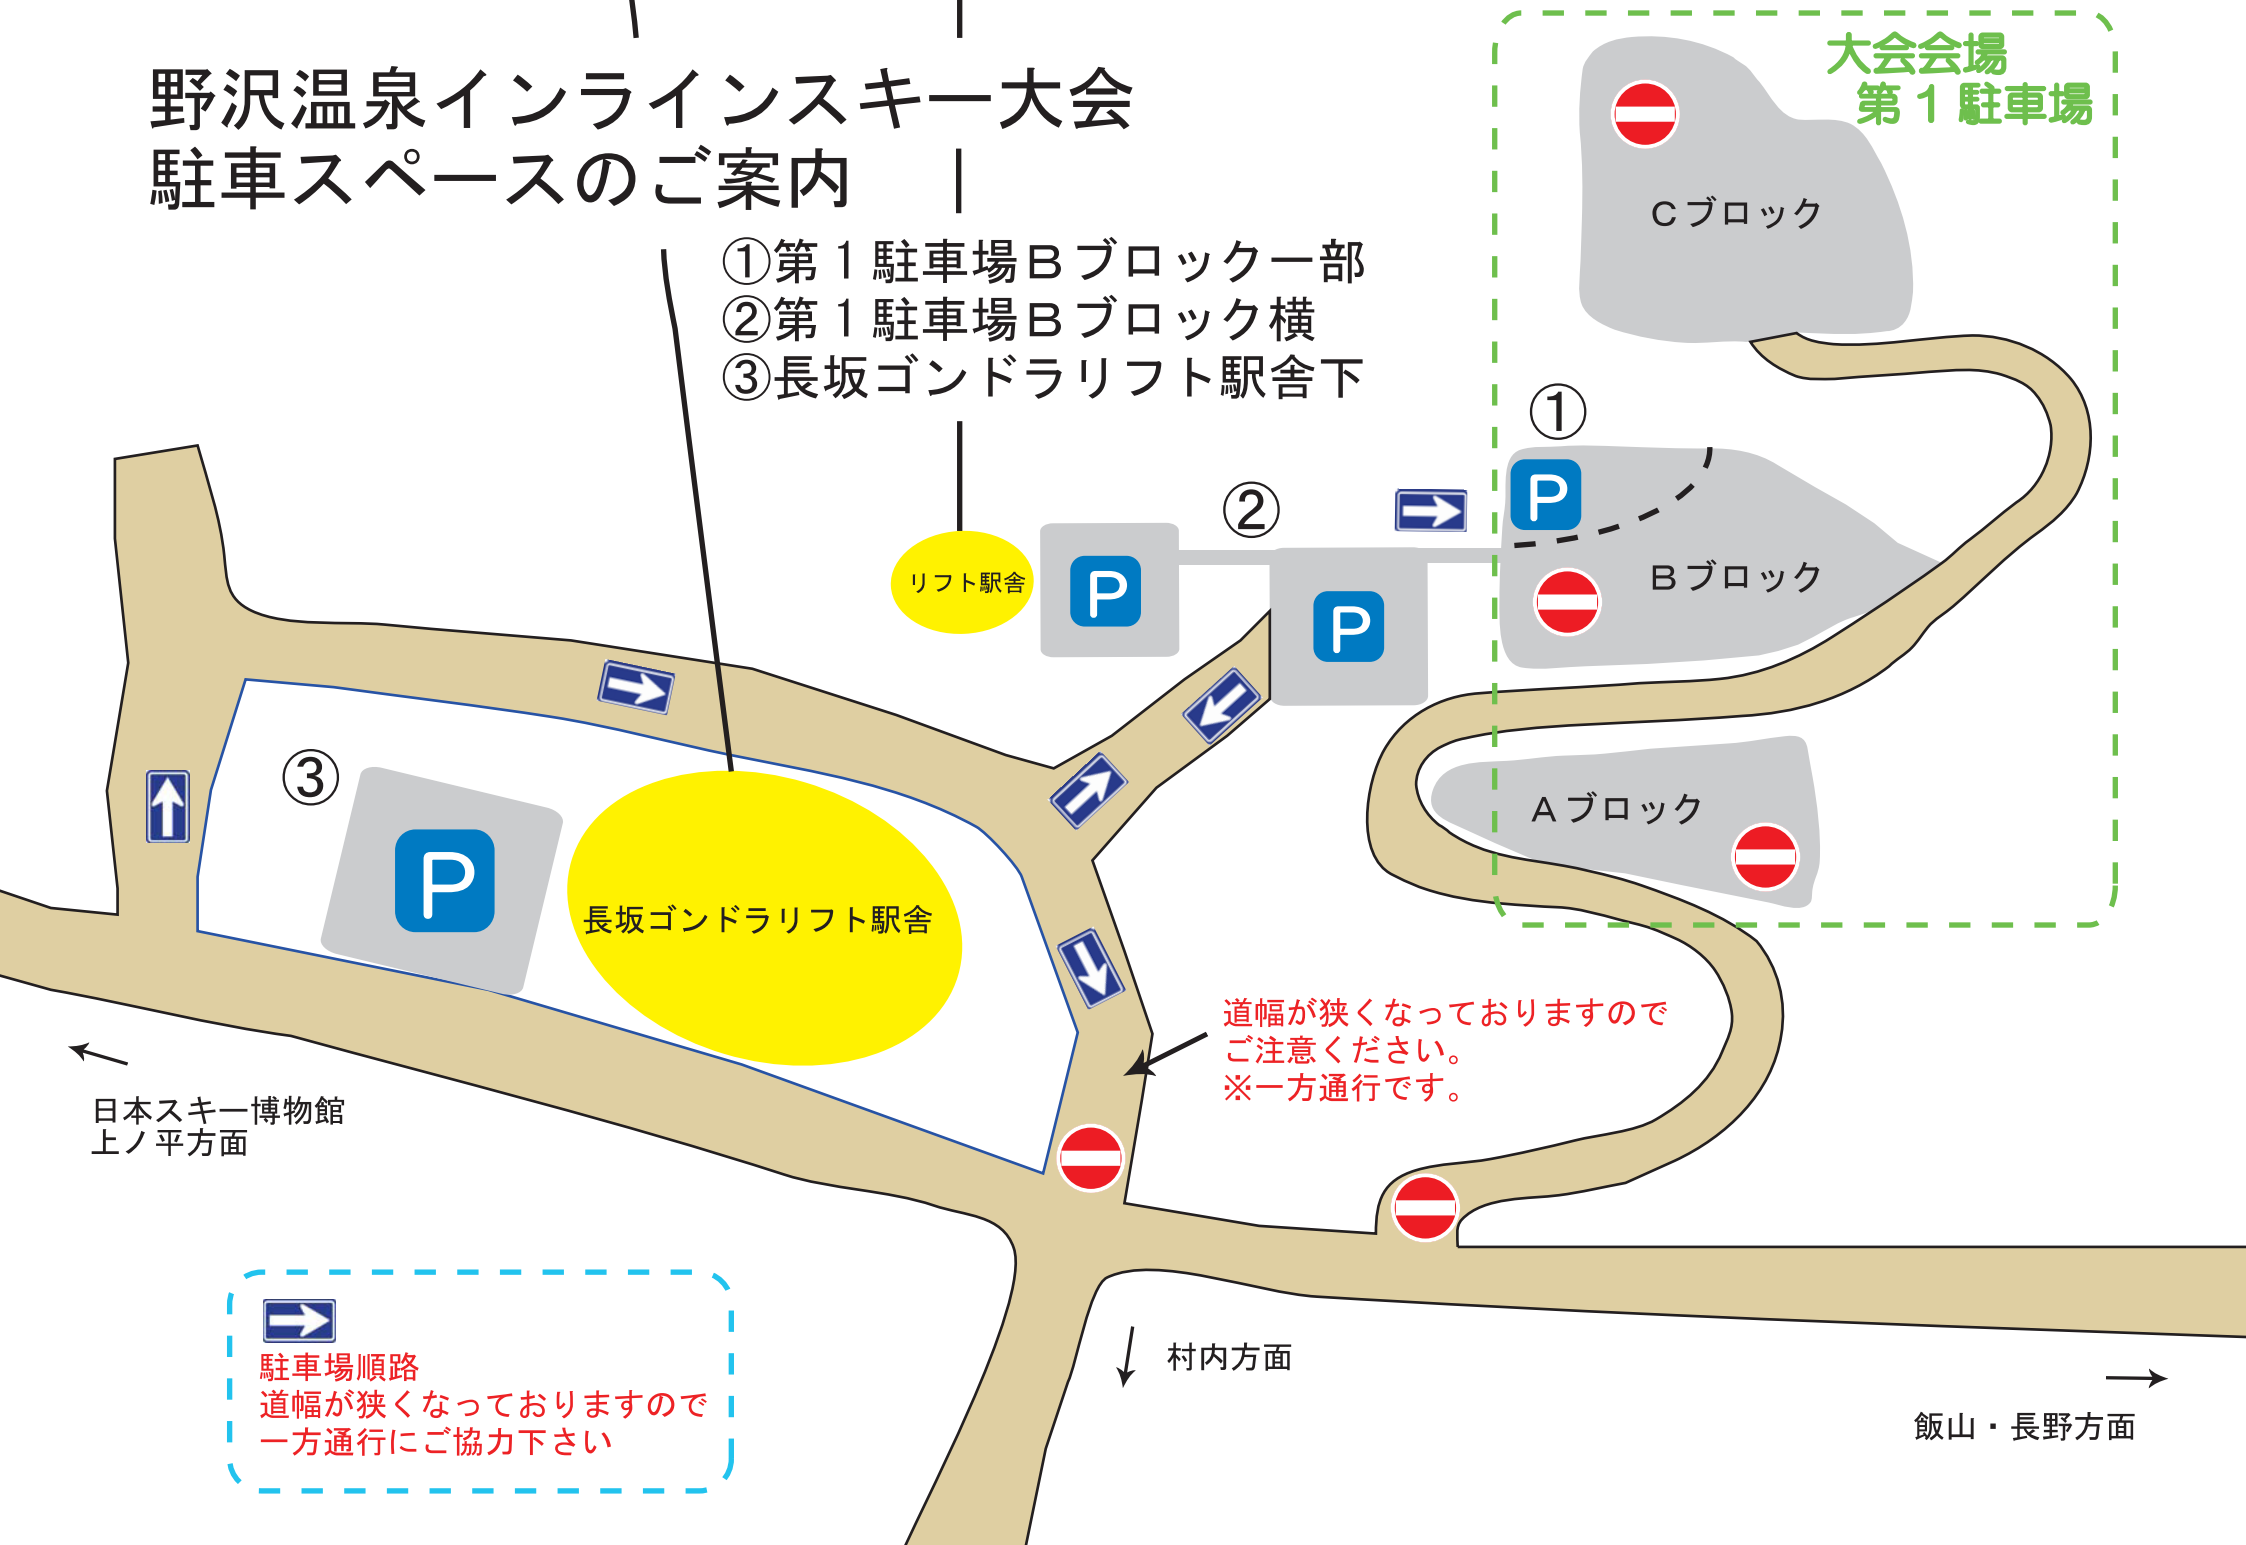 野沢温泉インラインスキー大会
駐車スペースのご案内
①第1駐車場Bブロック一部
②第1駐車場Bブロック横
③長坂ゴンドラリフト駅舎下
大会会場
第1駐車場
Cブロック
①
P
②
Bブロック
リフト駅舎
P
P
③
P
長坂ゴンドラリフト駅舎
Aブロック
道幅が狭くなっておりますので
ご注意ください。
※一方通行です。
日本スキー博物館
上ノ平方面
駐車場順路
道幅が狭くなっておりますので
一方通行にご協力下さい
村内方面
飯山・長野方面